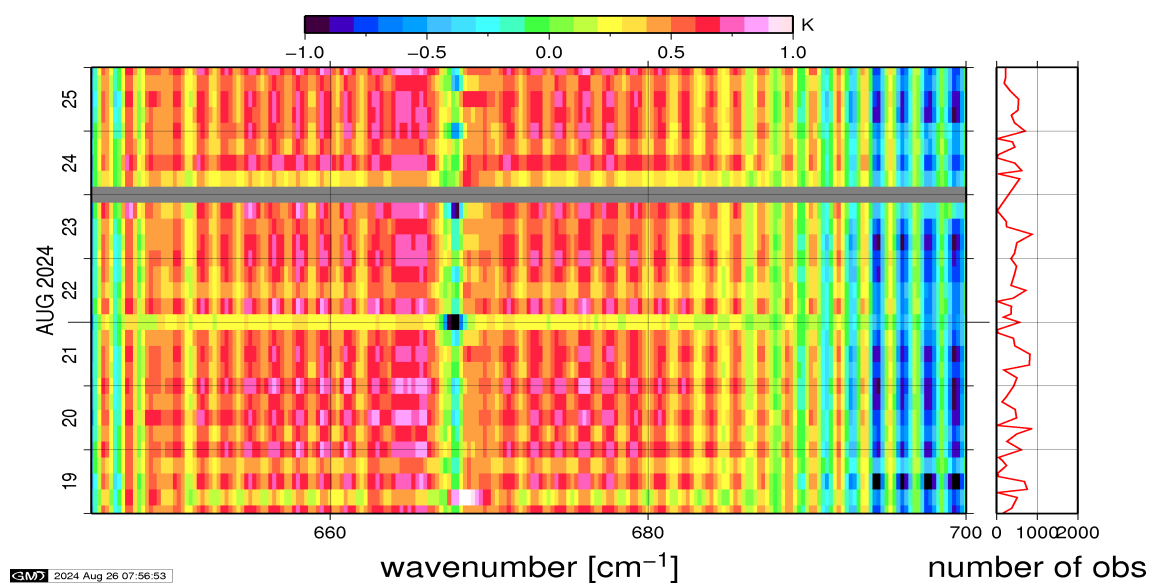 K
−1.0 −0.5 0.0 0.5 1.0
25
24
23
22
21
20
19
AUG 2024
660 680 700
0 1000 2000
wavenumber [cm−1]
number of obs
GMT 2024 Aug 26 07:56:53